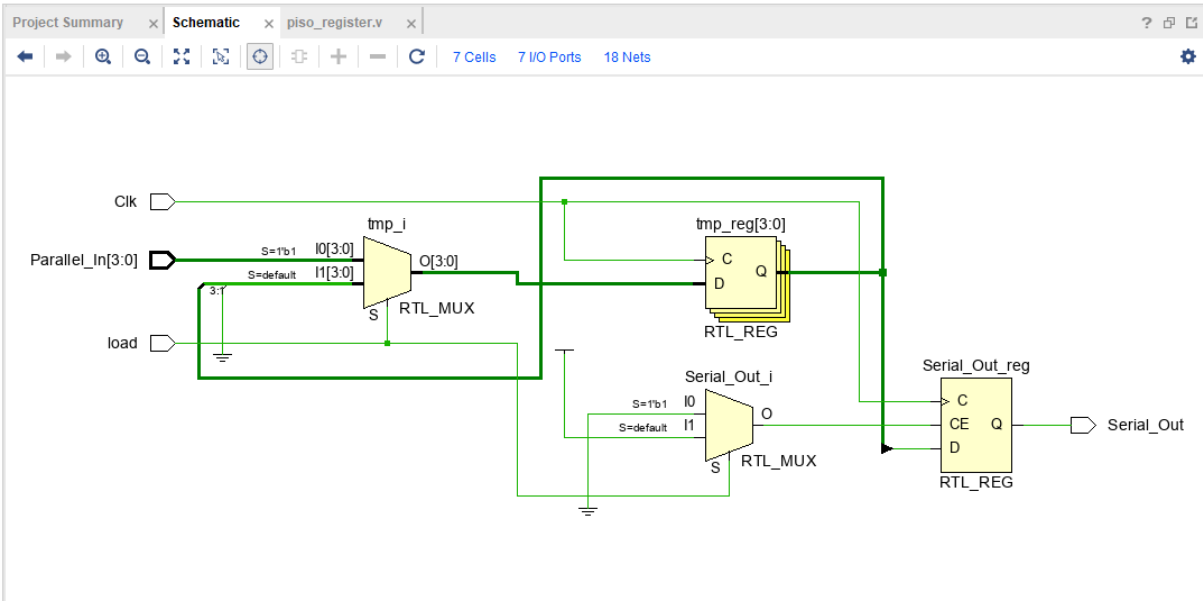 Project Summary × Schematic × piso_register.v ×
?
7 Cells 7 I/O Ports 18 Nets
Clk
tmp_i
tmp_reg[3:0]
S=1'b1 I0[3:0]
Parallel_In[3:0]
O[3:0]
C
Q
S=default I1[3:0]
D
3:1
S RTL_MUX
RTL_REG
load
Serial_Out_i
Serial_Out_reg
S=1'b1 I0
C
O
S=default I1
CE Q
Serial_Out
D
S RTL_MUX
RTL_REG